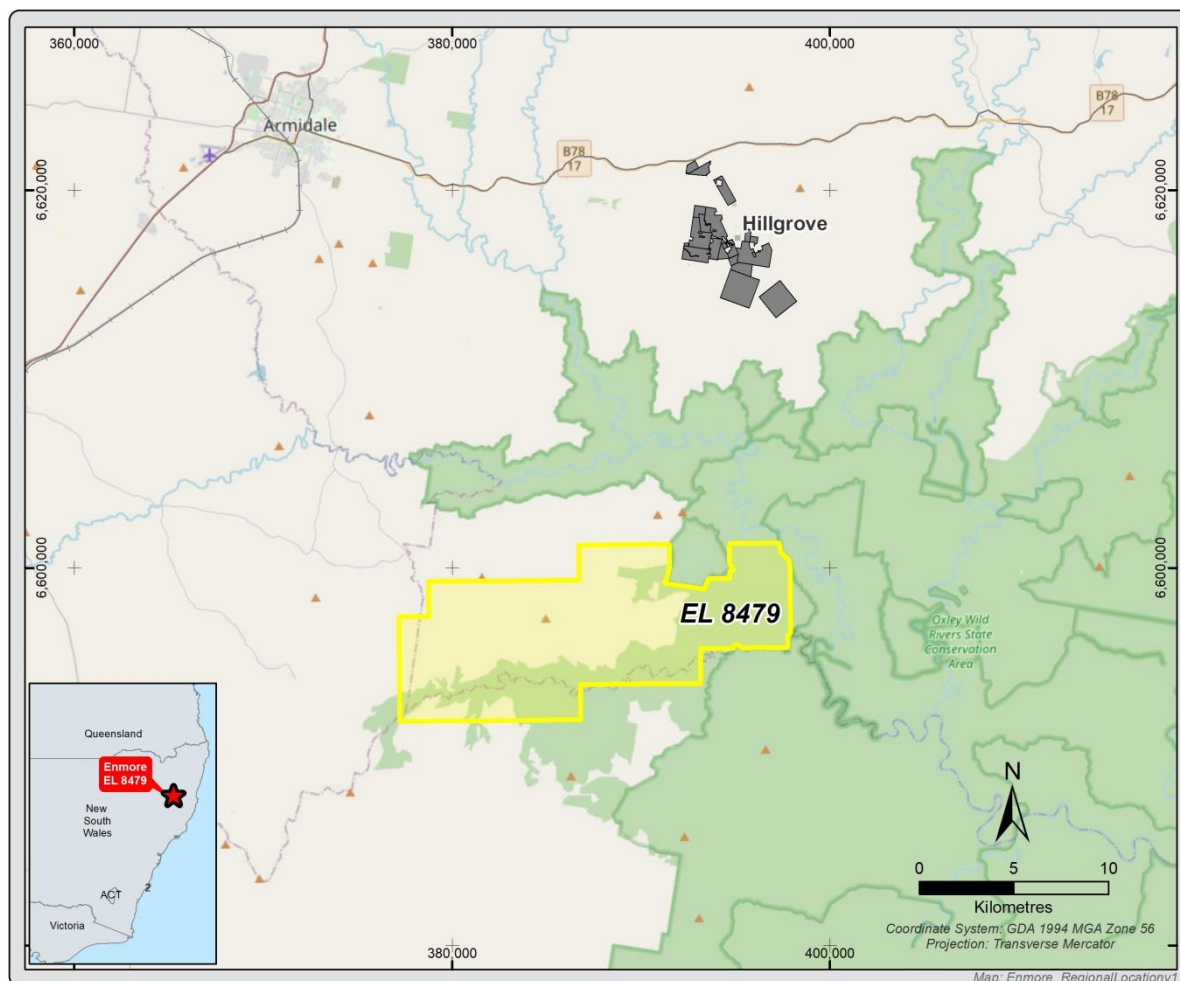 360,000
380,000
400,000
B78
17
Armidale
B78
17
6,620,000
6,620,000
Hillgrove
6,600,000
6,600,000
EL 8479
Oxley Wild
Rivers State
Conservation
Area
Queensland
Enmore
EL 8479
New
South
Wales
ACT
2
Victoria
N
0
5
10
Kilometres
Coordinate System: GDA 1994 MGA Zone 56
Projection: Transverse Mercator
380,000
400,000
Map: Enmore_RegionalLocationv1